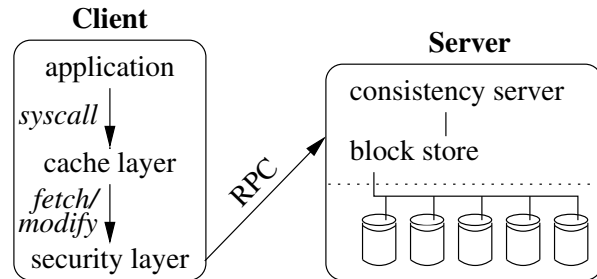 Client
application
syscall
cache layer
fetch/
modify
security layer
RPC
Server
consistency server
block store